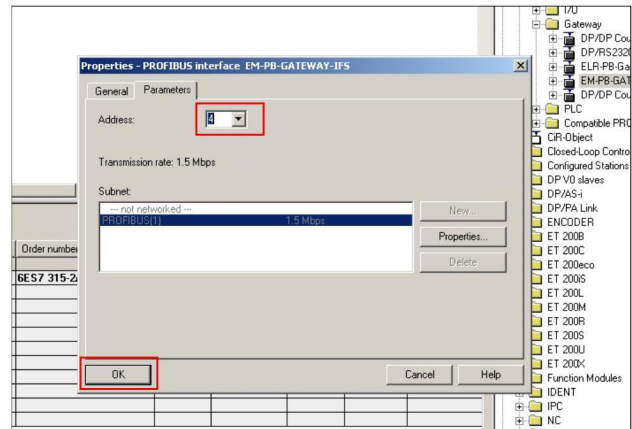 I/O
Gateway
DP/DP Cou
DP/RS232
ELR-PB-Ga
EM-PB-GAT
DP/DP Cou
PLC
Compatible PRO
CiR-Object
Closed-Loop Contro
Configured Stations
DP V0 slaves
DP/AS-i
DP/PA Link
ENCODER
ET 200B
ET 200C
ET 200eco
ET 200iS
ET 200L
ET 200M
ET 200R
ET 200S
ET 200U
ET 200X
Function Modules
IDENT
IPC
NC
Properties - PROFIBUS interface EM-PB-GATEWAY-IFS
General
Parameters
Address:
4
Transmission rate: 1.5 Mbps
Subnet:
--- not networked ---
PROFIBUS(1) 1.5 Mbps
New...
Properties...
Delete
OK
Cancel
Help
Order number
6ES7 315-2